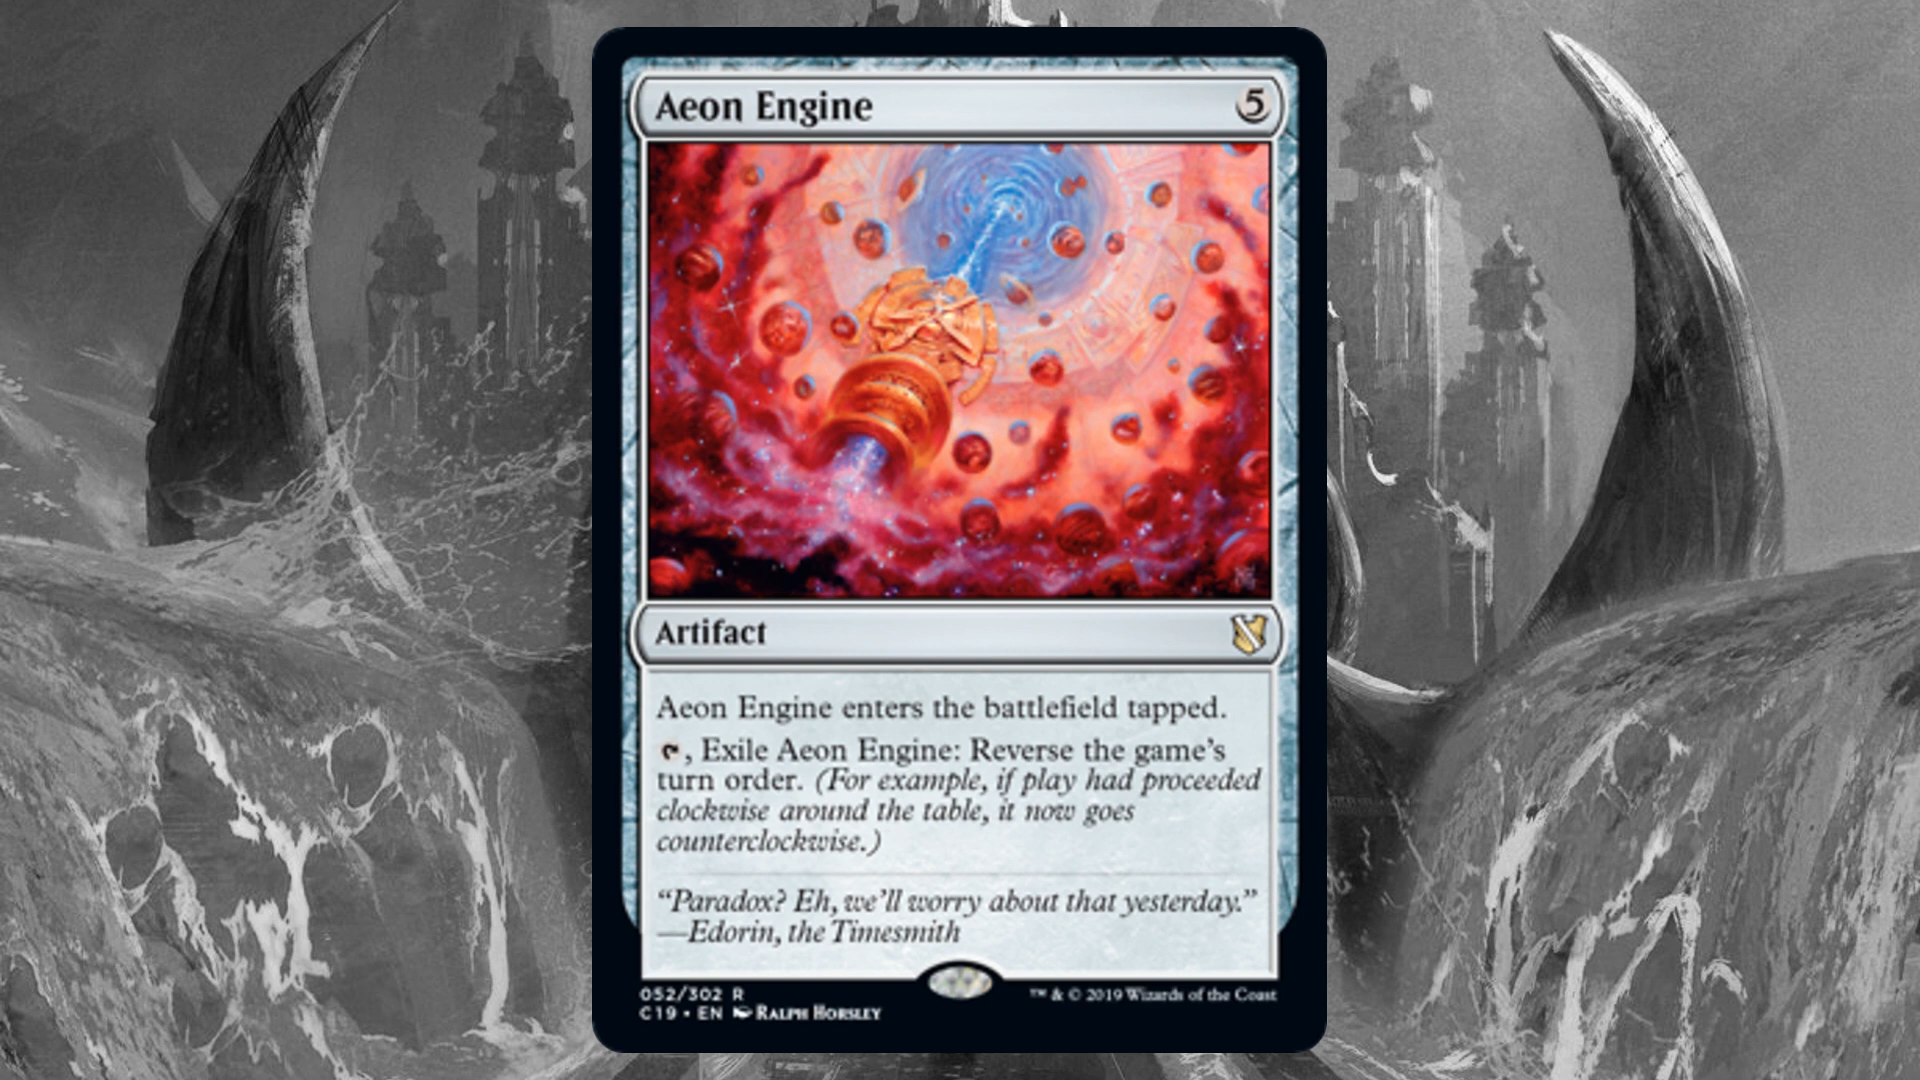 Aeon Engine 5
Artifact
Aeon Engine enters the battlefield tapped.
, Exile Aeon Engine: Reverse the game's
turn order. (For example, if play had proceeded
clockwise around the table, it now goes
counterclockwise.)
“Paradox? Eh, we'll worry about that yesterday.”
—Edorin, the Timesmith
052/302 R
C19 • EN Ralph Horsley
™ & © 2019 Wizards of the Coast